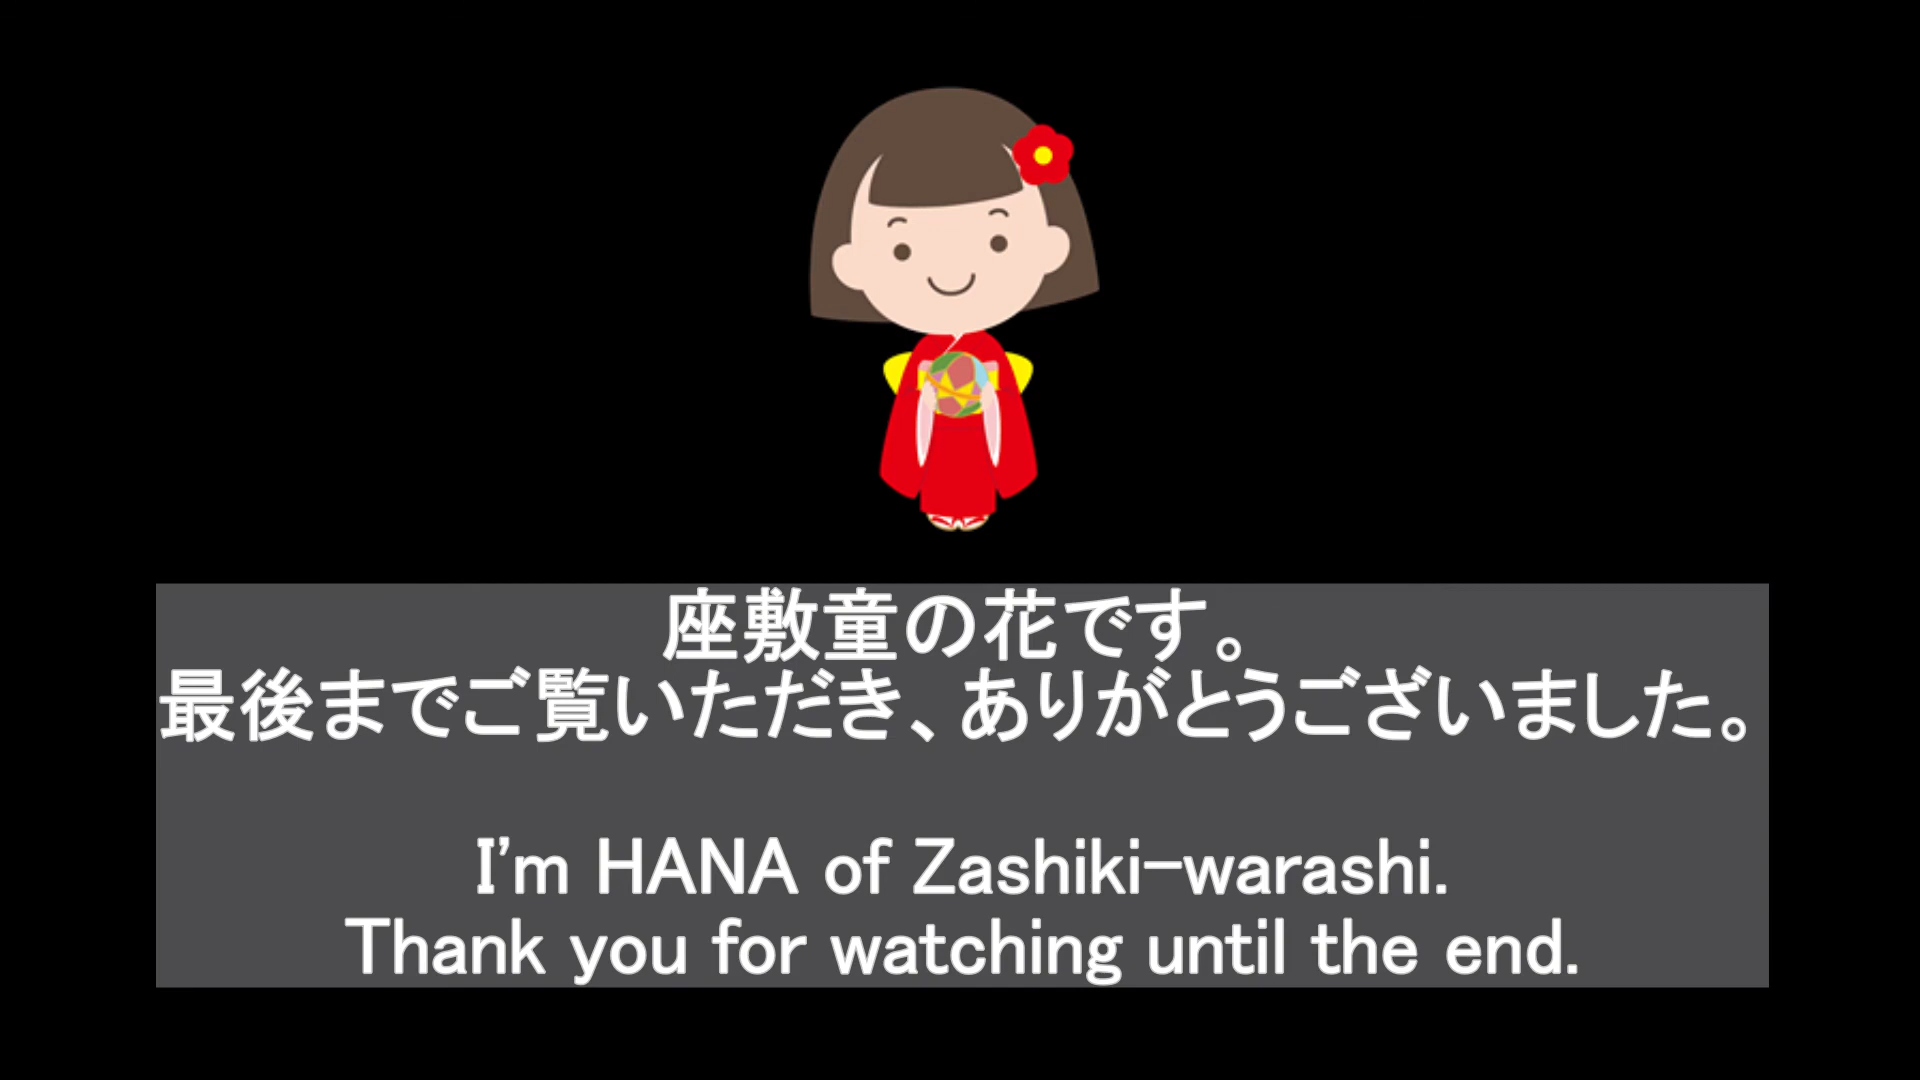 座敷童の花です。
最後までご覧いただき、ありがとうございました。
I'm HANA of Zashiki-warashi.
Thank you for watching until the end.